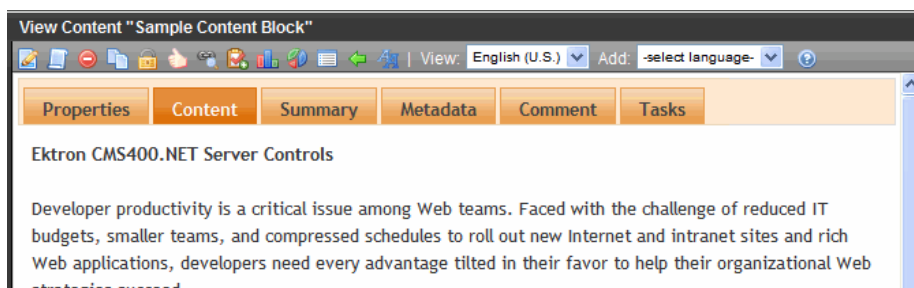 View Content "Sample Content Block"
View: English (U.S.) Add: -select language-
Properties Content Summary Metadata Comment Tasks
Ektron CMS400.NET Server Controls
Developer productivity is a critical issue among Web teams. Faced with the challenge of reduced IT
budgets, smaller teams, and compressed schedules to roll out new Internet and intranet sites and rich
Web applications, developers need every advantage tilted in their favor to help their organizational Web